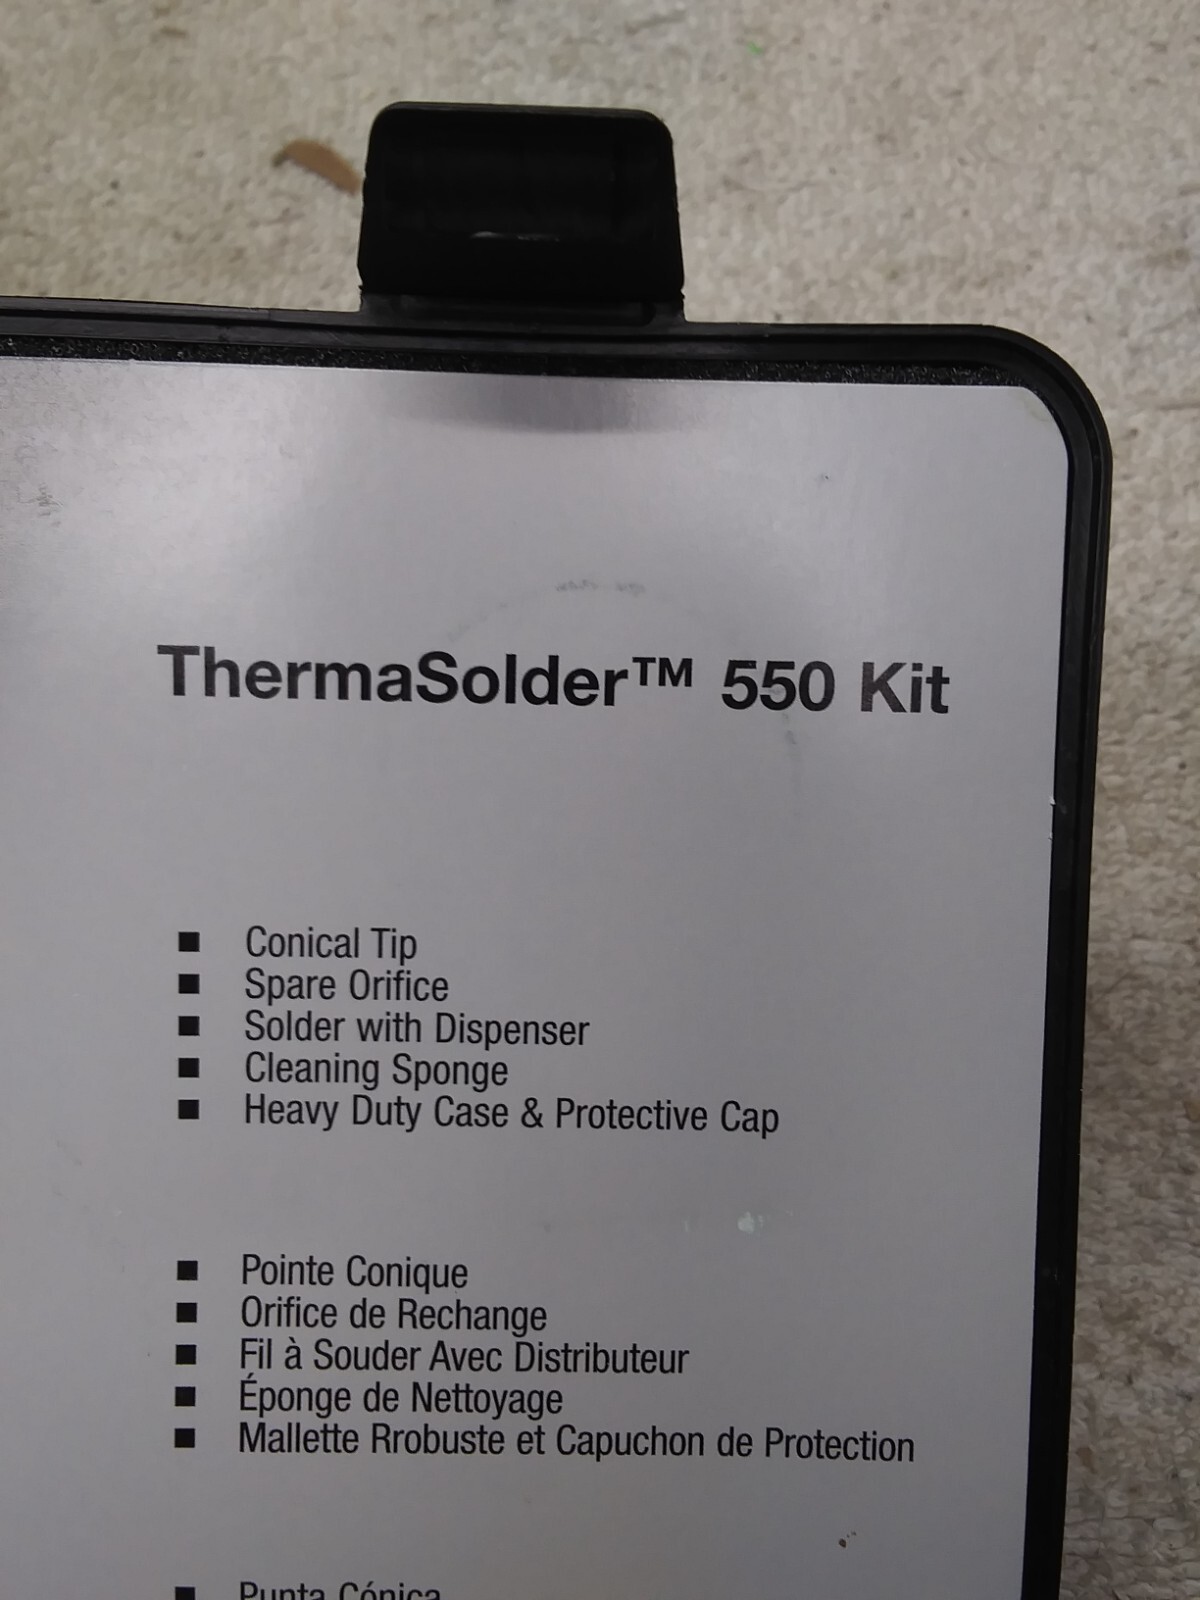 ThermaSolder™ 550 Kit
■ Conical Tip
■ Spare Orifice
■ Solder with Dispenser
■ Cleaning Sponge
■ Heavy Duty Case & Protective Cap
■ Pointe Conique
■ Orifice de Rechange
■ Fil à Souder Avec Distributeur
■ Éponge de Nettoyage
■ Mallette Rrobuste et Capuchon de Protection
■ Punta Cónica